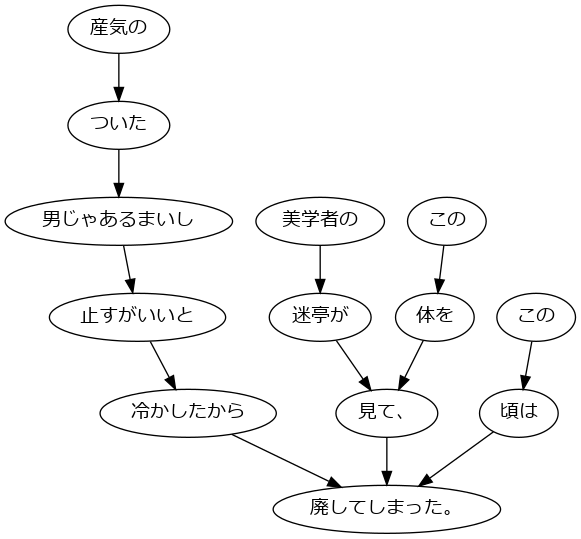 産気の
ついた
男じゃあるまいし
美学者の
この
止すがいいと
迷亭が
体を
この
冷かしたから
見て、
頃は
廃してしまった。